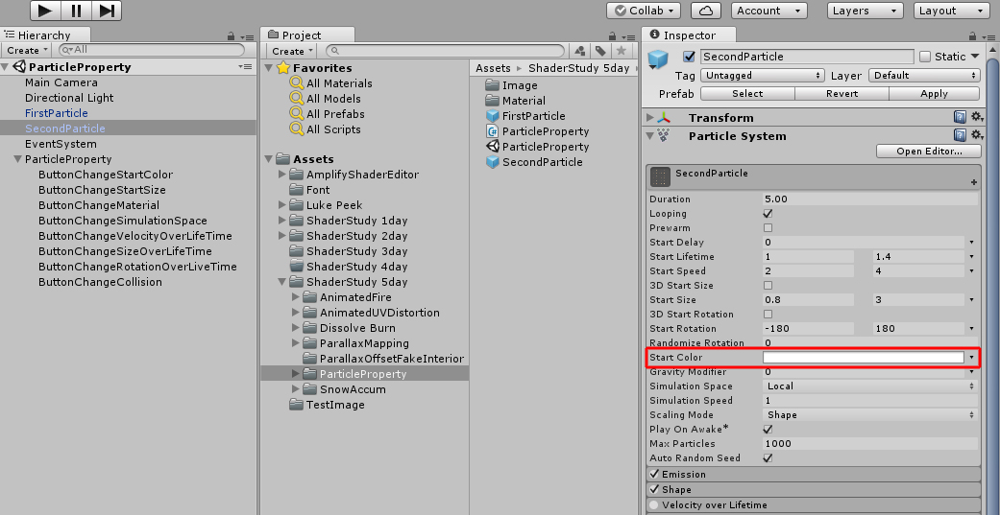 Collab
Account
Layers
Layout
Hierarchy
Create
All
ParticleProperty
Main Camera
Directional Light
FirstParticle
SecondParticle
EventSystem
ParticleProperty
ButtonChangeStartColor
ButtonChangeStartSize
ButtonChangeMaterial
ButtonChangeSimulationSpace
ButtonChangeVelocityOverLifeTime
ButtonChangeSizeOverLifeTime
ButtonChangeRotationOverLiveTime
ButtonChangeCollision
Project
Create
Favorites
All Materials
All Models
All Prefabs
All Scripts
Assets
AmplifyShaderEditor
Font
Luke Peek
ShaderStudy 1day
ShaderStudy 2day
ShaderStudy 3day
ShaderStudy 4day
ShaderStudy 5day
AnimatedFire
AnimatedUVDistortion
Dissolve Burn
ParallaxMapping
ParallaxOffsetFakeInterior
ParticleProperty
SnowAccum
TestImage
Assets ShaderStudy 5day
Image
Material
FirstParticle
ParticleProperty
ParticleProperty
SecondParticle
Inspector
SecondParticle Static
Tag Untagged Layer Default
Prefab Select Revert Apply
Transform
Particle System
Open Editor...
SecondParticle
Duration 5.00
Looping
Prewarm
Start Delay 0
Start Lifetime 1 1.4
Start Speed 2 4
3D Start Size
Start Size 0.8 3
3D Start Rotation
Start Rotation -180 180
Randomize Rotation 0
Start Color
Gravity Modifier 0
Simulation Space Local
Simulation Speed 1
Scaling Mode Shape
Play On Awake*
Max Particles 1000
Auto Random Seed
Emission
Shape
Velocity over Lifetime